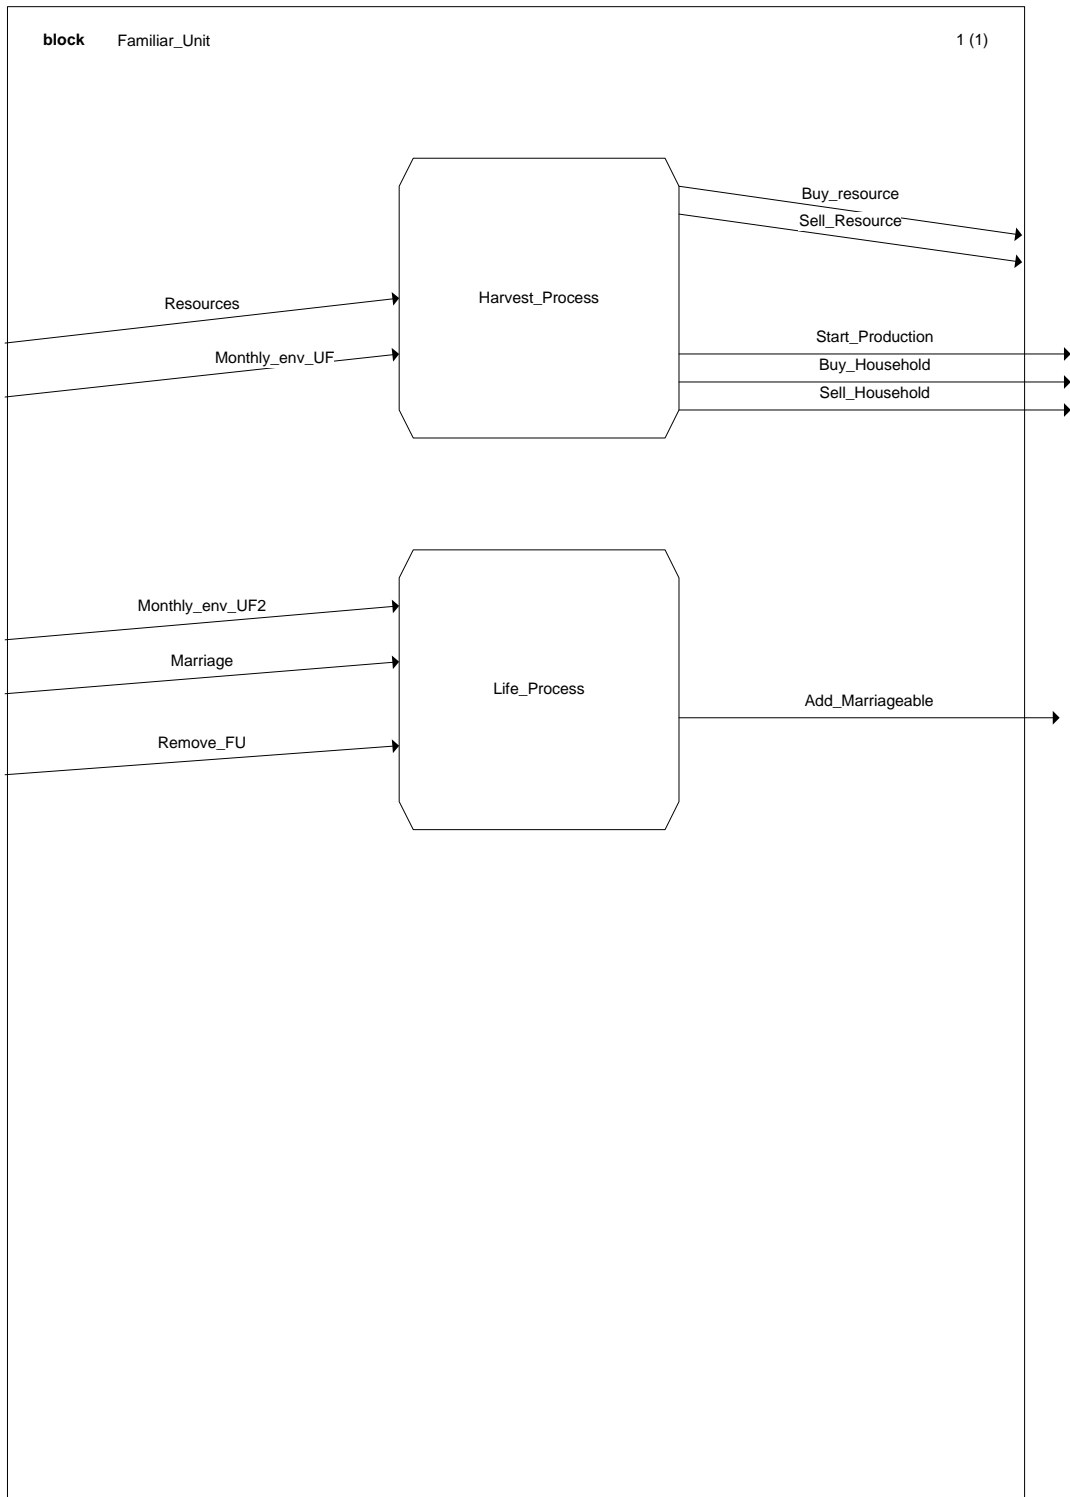 block Familiar_Unit 1 (1)
Buy_resource
Sell_Resource
Harvest_Process
Resources
Start_Production
Monthly_env_UF
Buy_Household
Sell_Household
Monthly_env_UF2
Marriage
Life_Process
Add_Marriageable
Remove_FU